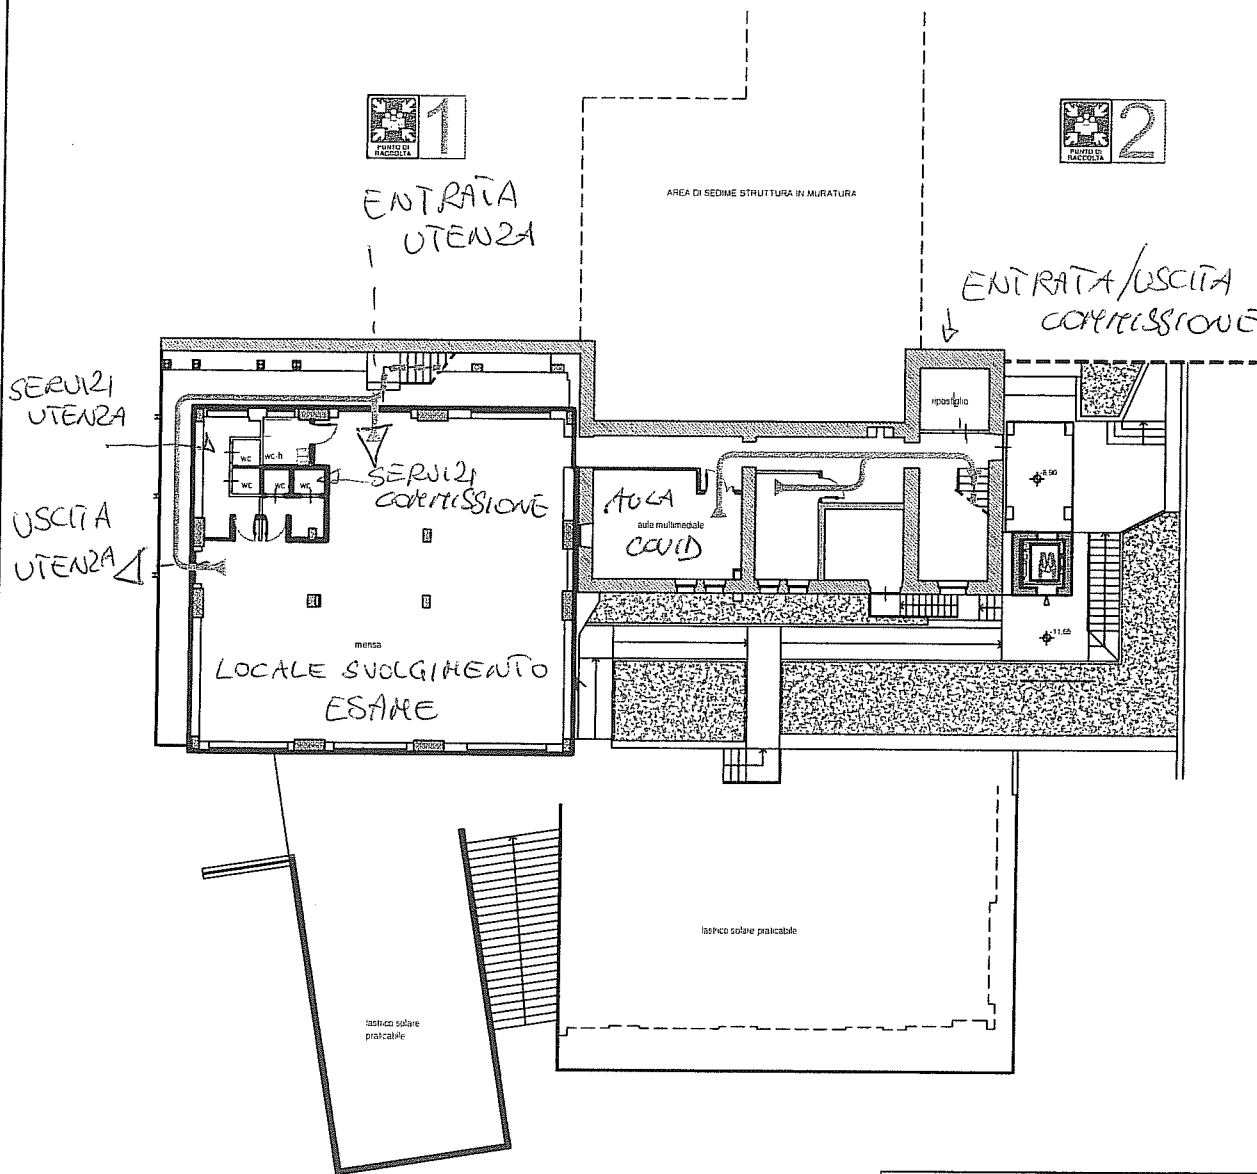 PUNTO DI
RACCOLTA
1
PUNTO DI
RACCOLTA
2
ENTRATA
UTENZA
AREA DI SEDIME STRUTTURA IN MURATURA
ENTRATA/USCITA
COMMISSIONE
SERVIZI
UTENZA
ripostiglio
wc
wc-h
wc
wc
wc
SERVIZI
COMMISSIONE
AULA
aula multimediale
COVID
USCITA
UTENZA
mensa
LOCALE SVOLGIMENTO
ESAME
lastrico solare praticabile
lastrico solare
praticabile